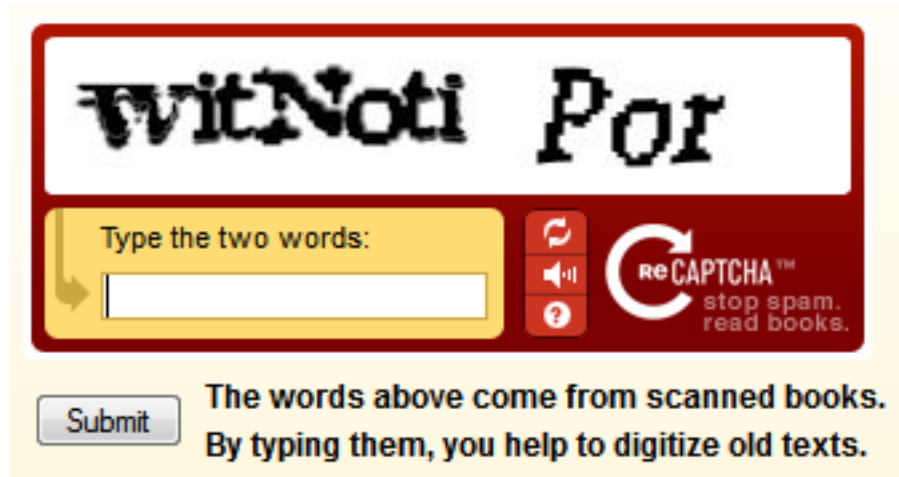 witNoti Por
Type the two words:
ReCAPTCHA™
stop spam.
read books.
Submit
The words above come from scanned books.
By typing them, you help to digitize old texts.